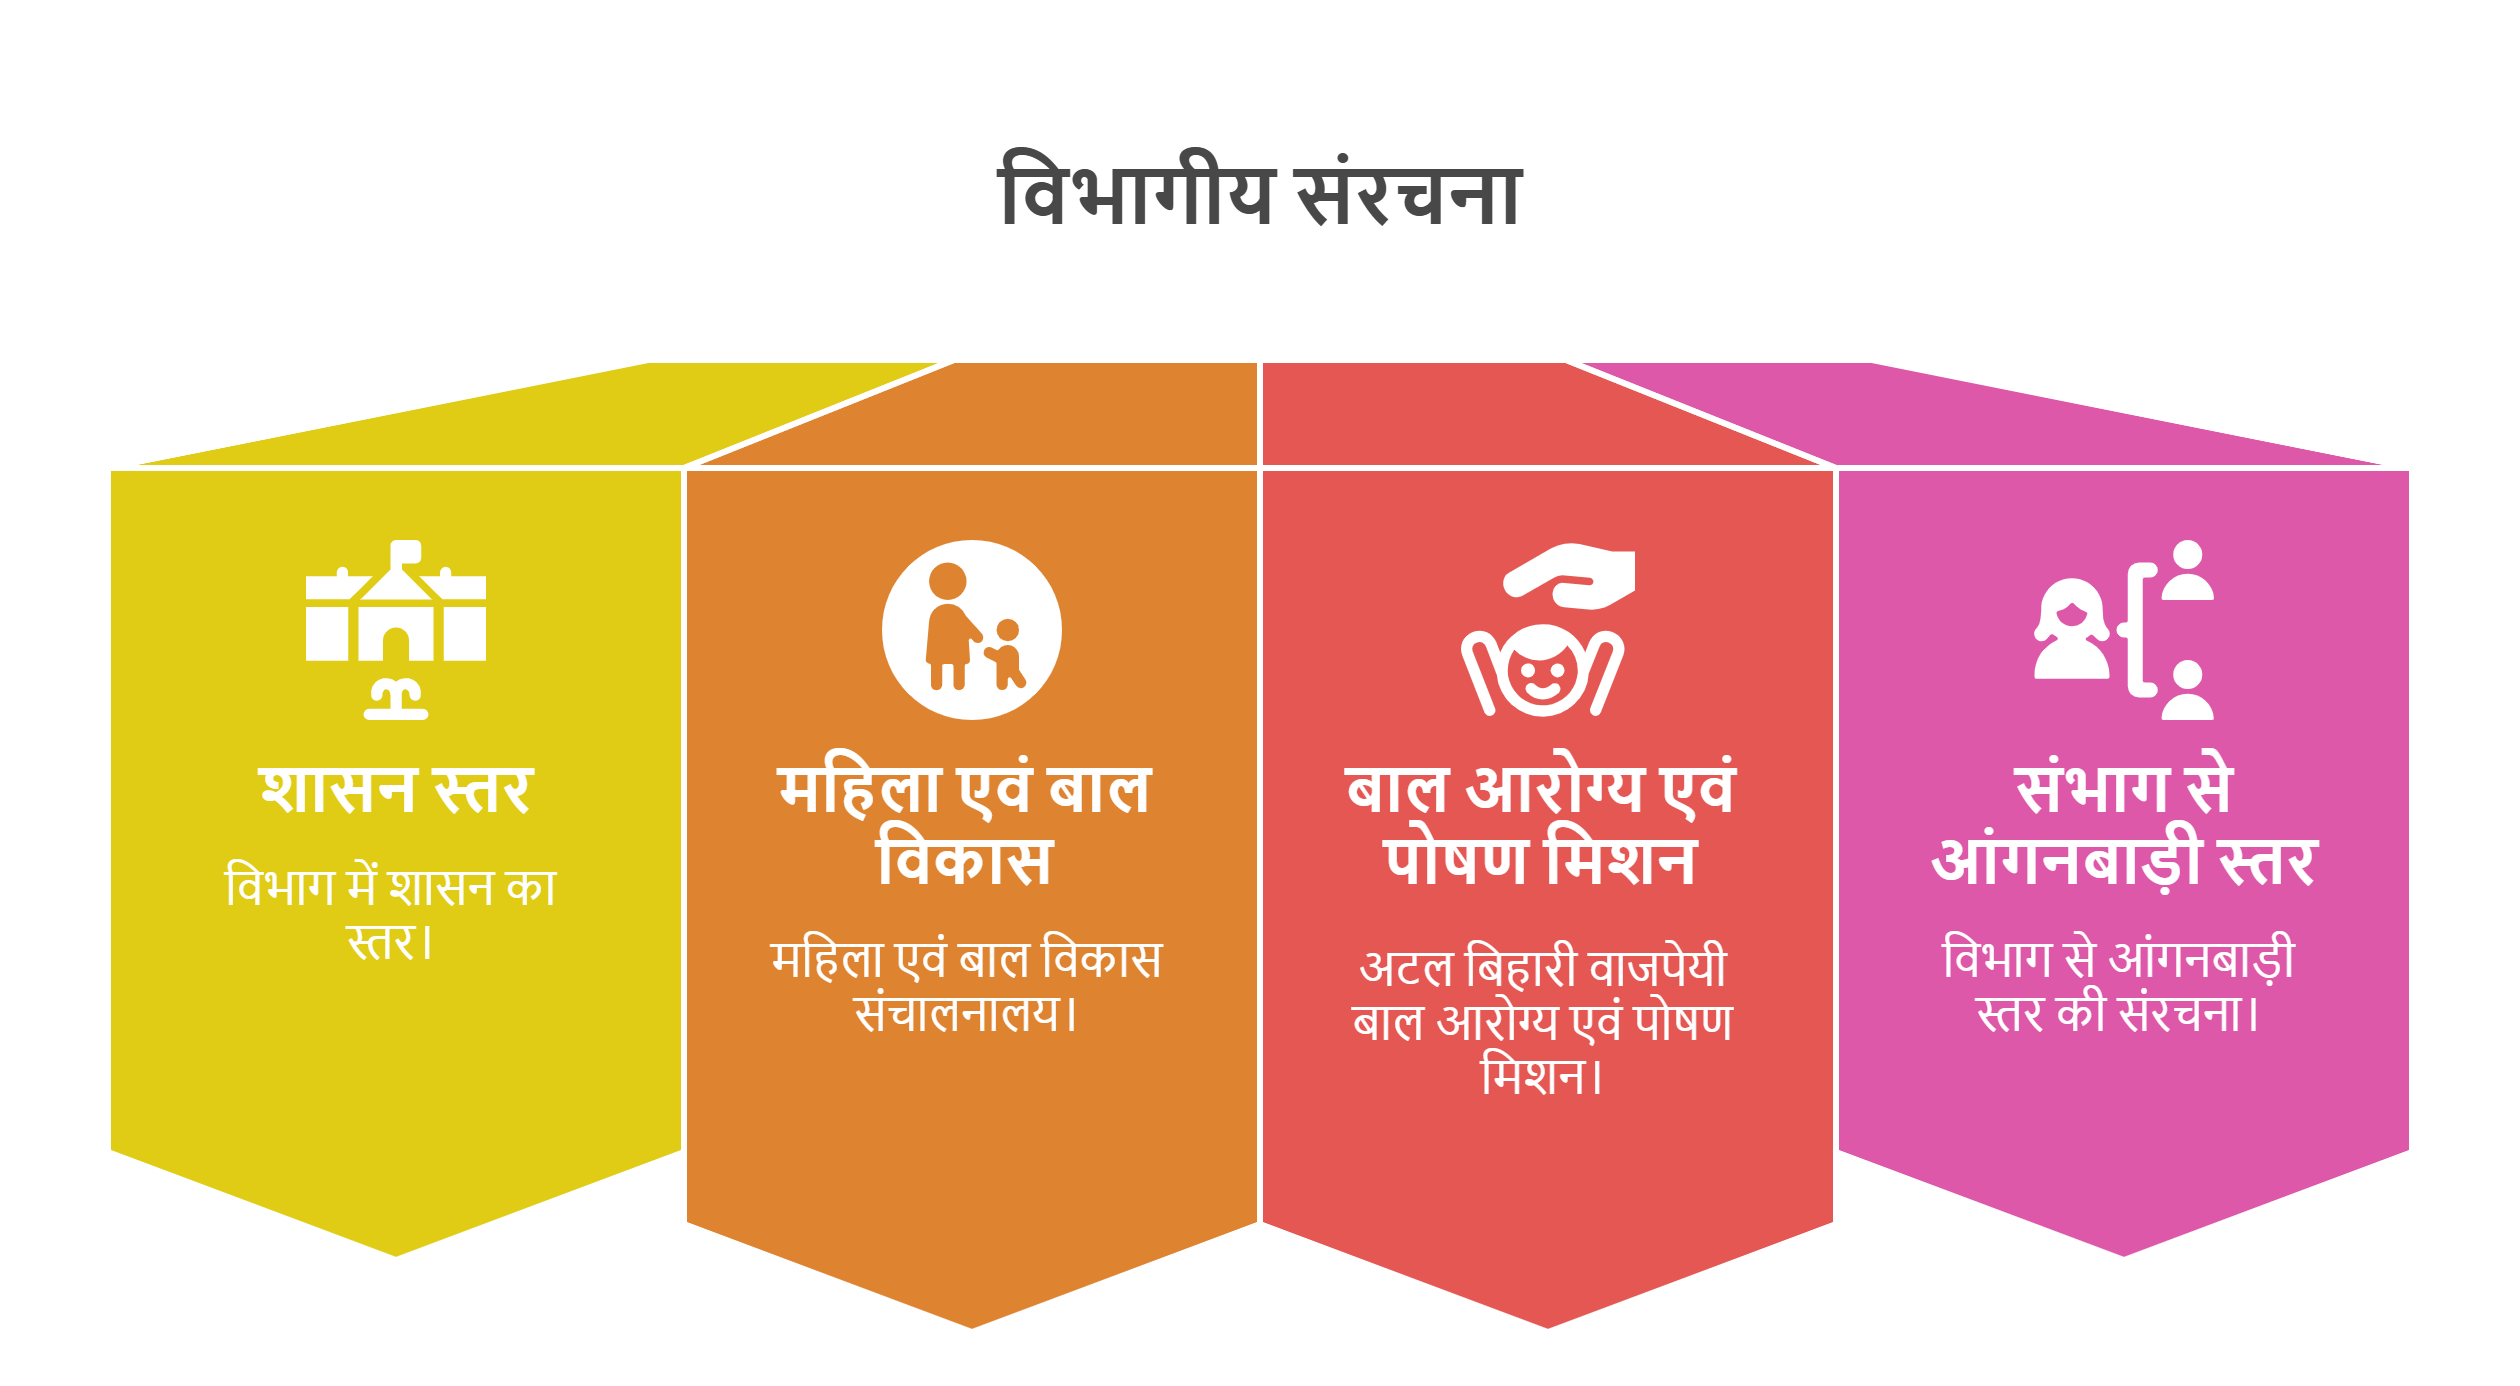 विभागीय संरचना
शासन स्तर
विभाग में शासन का
स्तर।
महिला एवं बाल
विकास
महिला एवं बाल विकास
संचालनालय।
बाल आरोग्य एवं
पोषण मिशन
अटल बिहारी वाजपेयी
बाल आरोग्य एवं पोषण
मिशन।
संभाग से
आंगनबाड़ी स्तर
विभाग से आंगनबाड़ी
स्तर की संरचना।